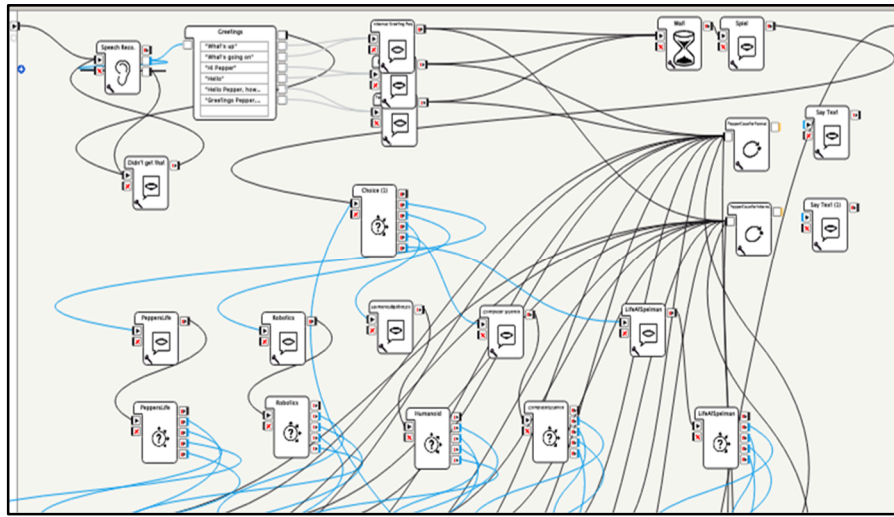 Greetings
Speech Reco.
"What's up"
"What's going on"
"Hi Pepper"
"Hello"
"Hello Pepper, how...
"Greetings Pepper...
Wait
Spiel
Say Text
Didn't get that
Choice (1)
Say Text (1)
PeppersLife
Robotics
LifeAtSpelman
PeppersLife
Robotics
Humanoid
LifeAtSpelman